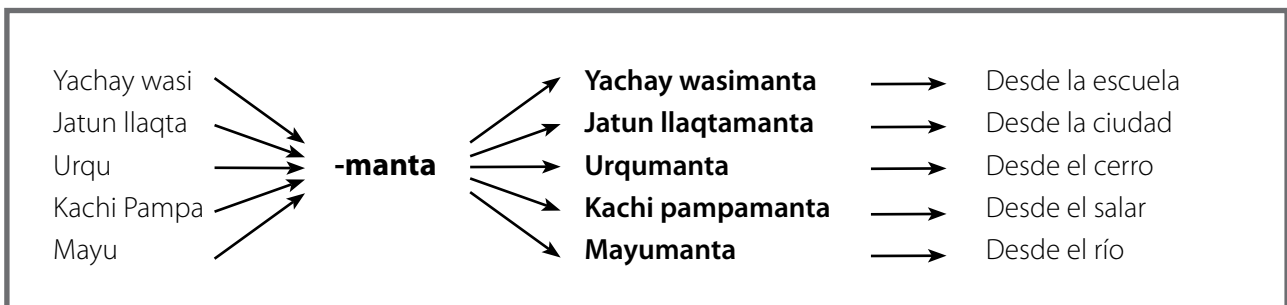 Yachay wasi Yachay wasimanta Desde la escuela
Jatun llaqta Jatun llaqtamanta Desde la ciudad
Urqu -manta Urqumanta Desde el cerro
Kachi Pampa Kachi pampamanta Desde el salar
Mayu Mayumanta Desde el río